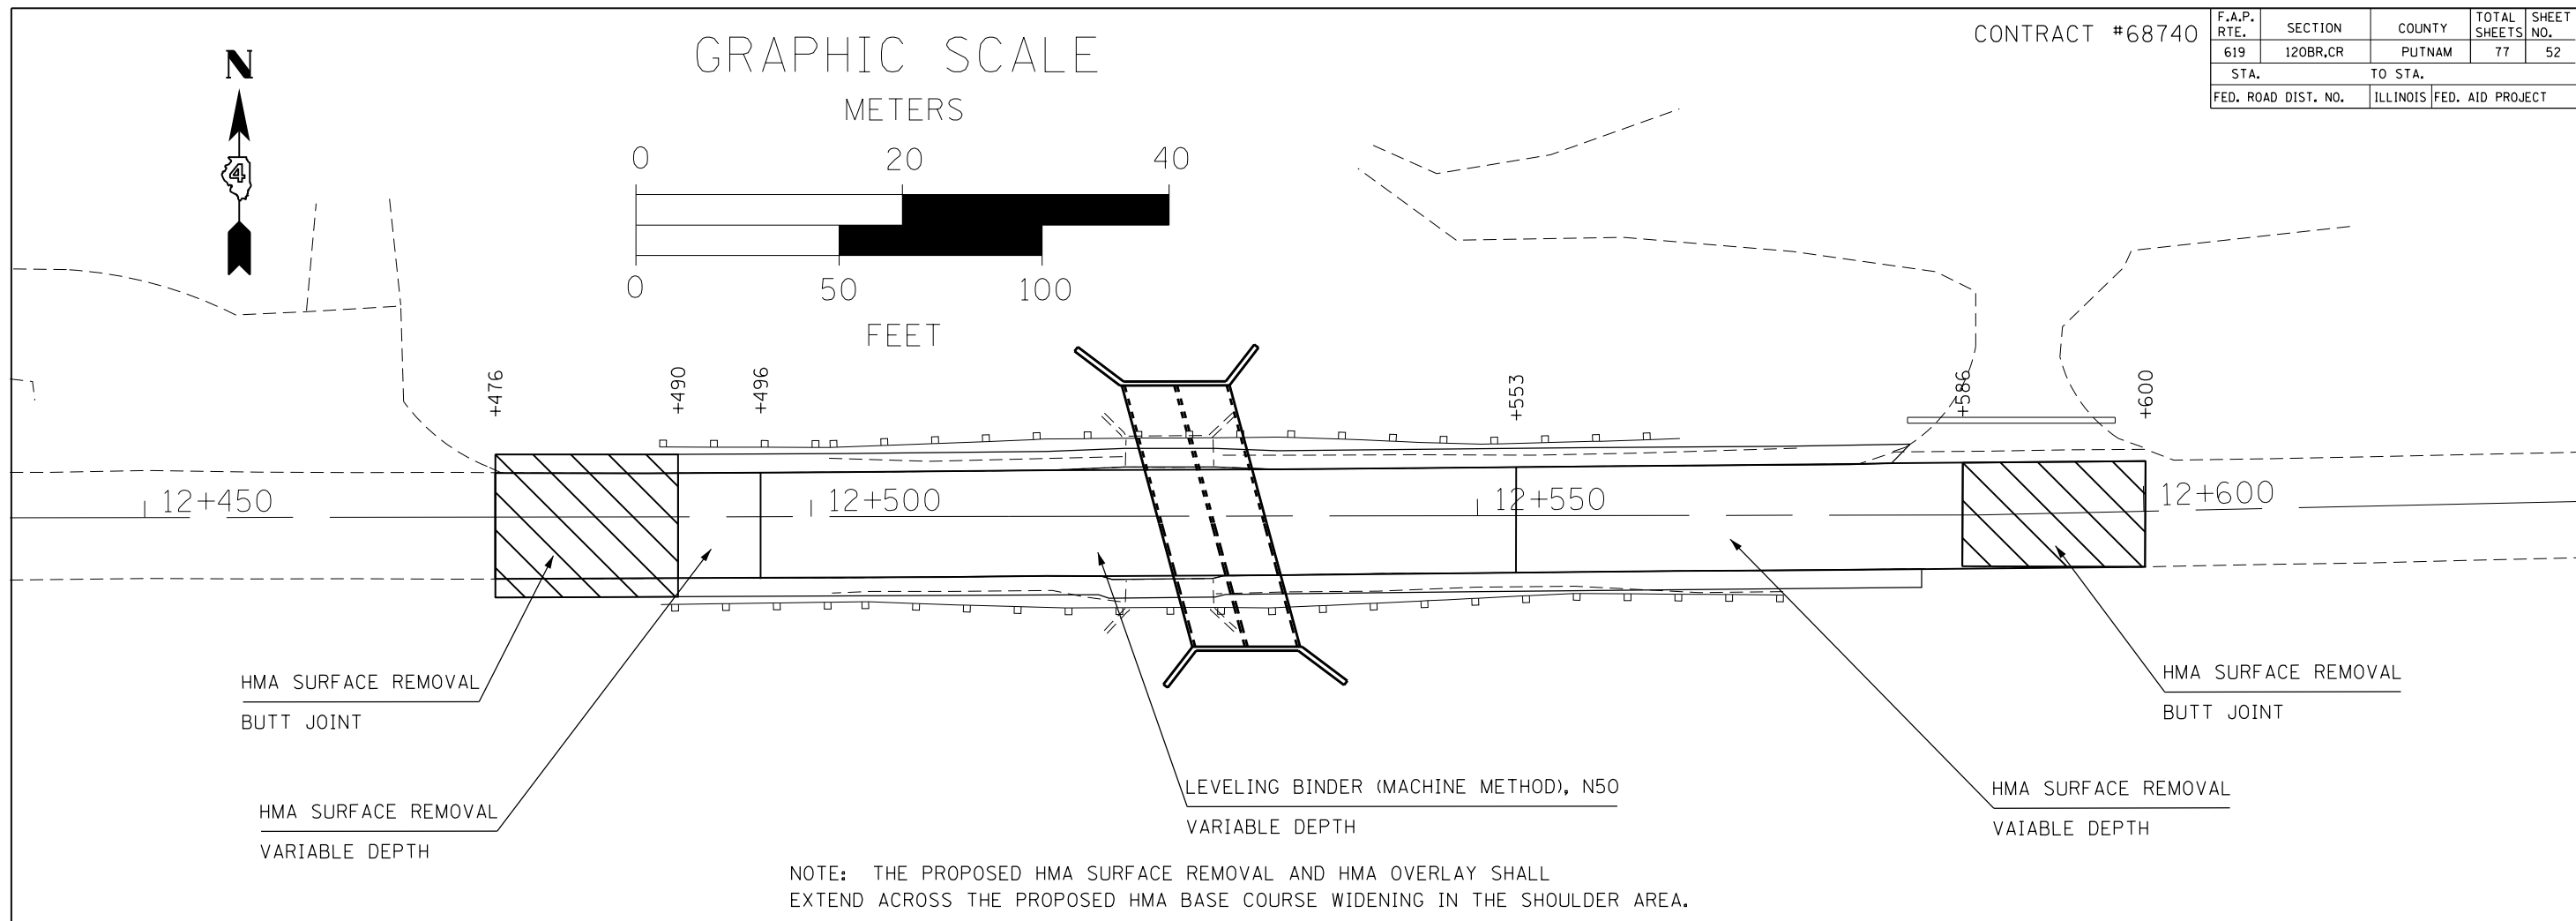 CONTRACT #68740
F.A.P. RTE. SECTION COUNTY TOTAL SHEETS SHEET NO.
619 120BR,CR PUTNAM 77 52
STA. TO STA.
FED. ROAD DIST. NO. ILLINOIS FED. AID PROJECT
N
4
GRAPHIC SCALE
METERS
0 20 40
0 50 100
FEET
+476 +490 +496 +553 +586 +600
12+450 12+500 12+550 12+600
HMA SURFACE REMOVAL
BUTT JOINT
HMA SURFACE REMOVAL
VARIABLE DEPTH
LEVELING BINDER (MACHINE METHOD), N50
VARIABLE DEPTH
HMA SURFACE REMOVAL
VAIABLE DEPTH
HMA SURFACE REMOVAL
BUTT JOINT
NOTE: THE PROPOSED HMA SURFACE REMOVAL AND HMA OVERLAY SHALL
EXTEND ACROSS THE PROPOSED HMA BASE COURSE WIDENING IN THE SHOULDER AREA.